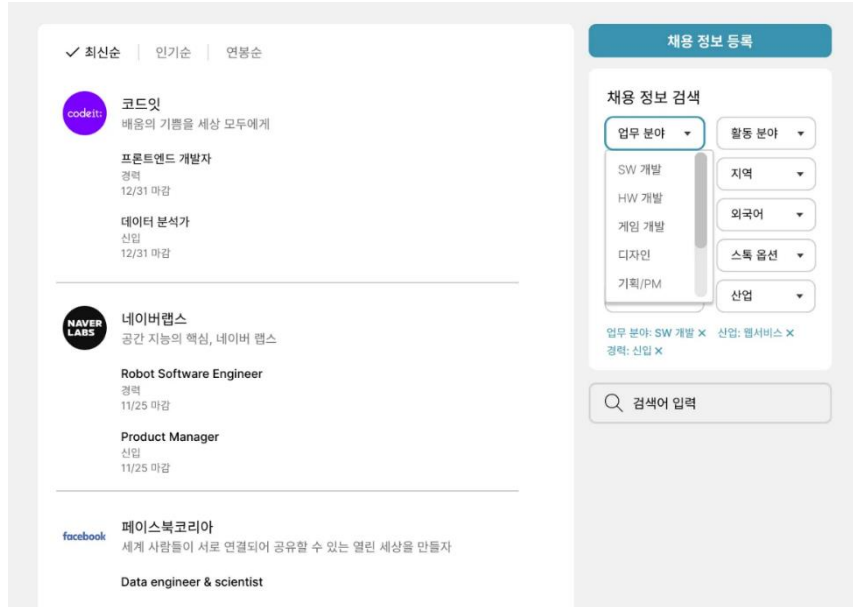 최신순
인기순
연봉순
codeit:
코드잇
배움의 기쁨을 세상 모두에게
프론트엔드 개발자
경력
12/31 마감
데이터 분석가
신입
12/31 마감
NAVER
LABS
네이버랩스
공간 지능의 핵심, 네이버 랩스
Robot Software Engineer
경력
11/25 마감
Product Manager
신입
11/25 마감
facebook
페이스북코리아
세계 사람들이 서로 연결되어 공유할 수 있는 열린 세상을 만들자
Data engineer & scientist
채용 정보 등록
채용 정보 검색
업무 분야
활동 분야
SW 개발
HW 개발
게임 개발
디자인
기획/PM
지역
외국어
스톡 옵션
산업
업무 분야: SW 개발 ✕ 산업: 웹서비스 ✕
경력: 신입 ✕
검색어 입력